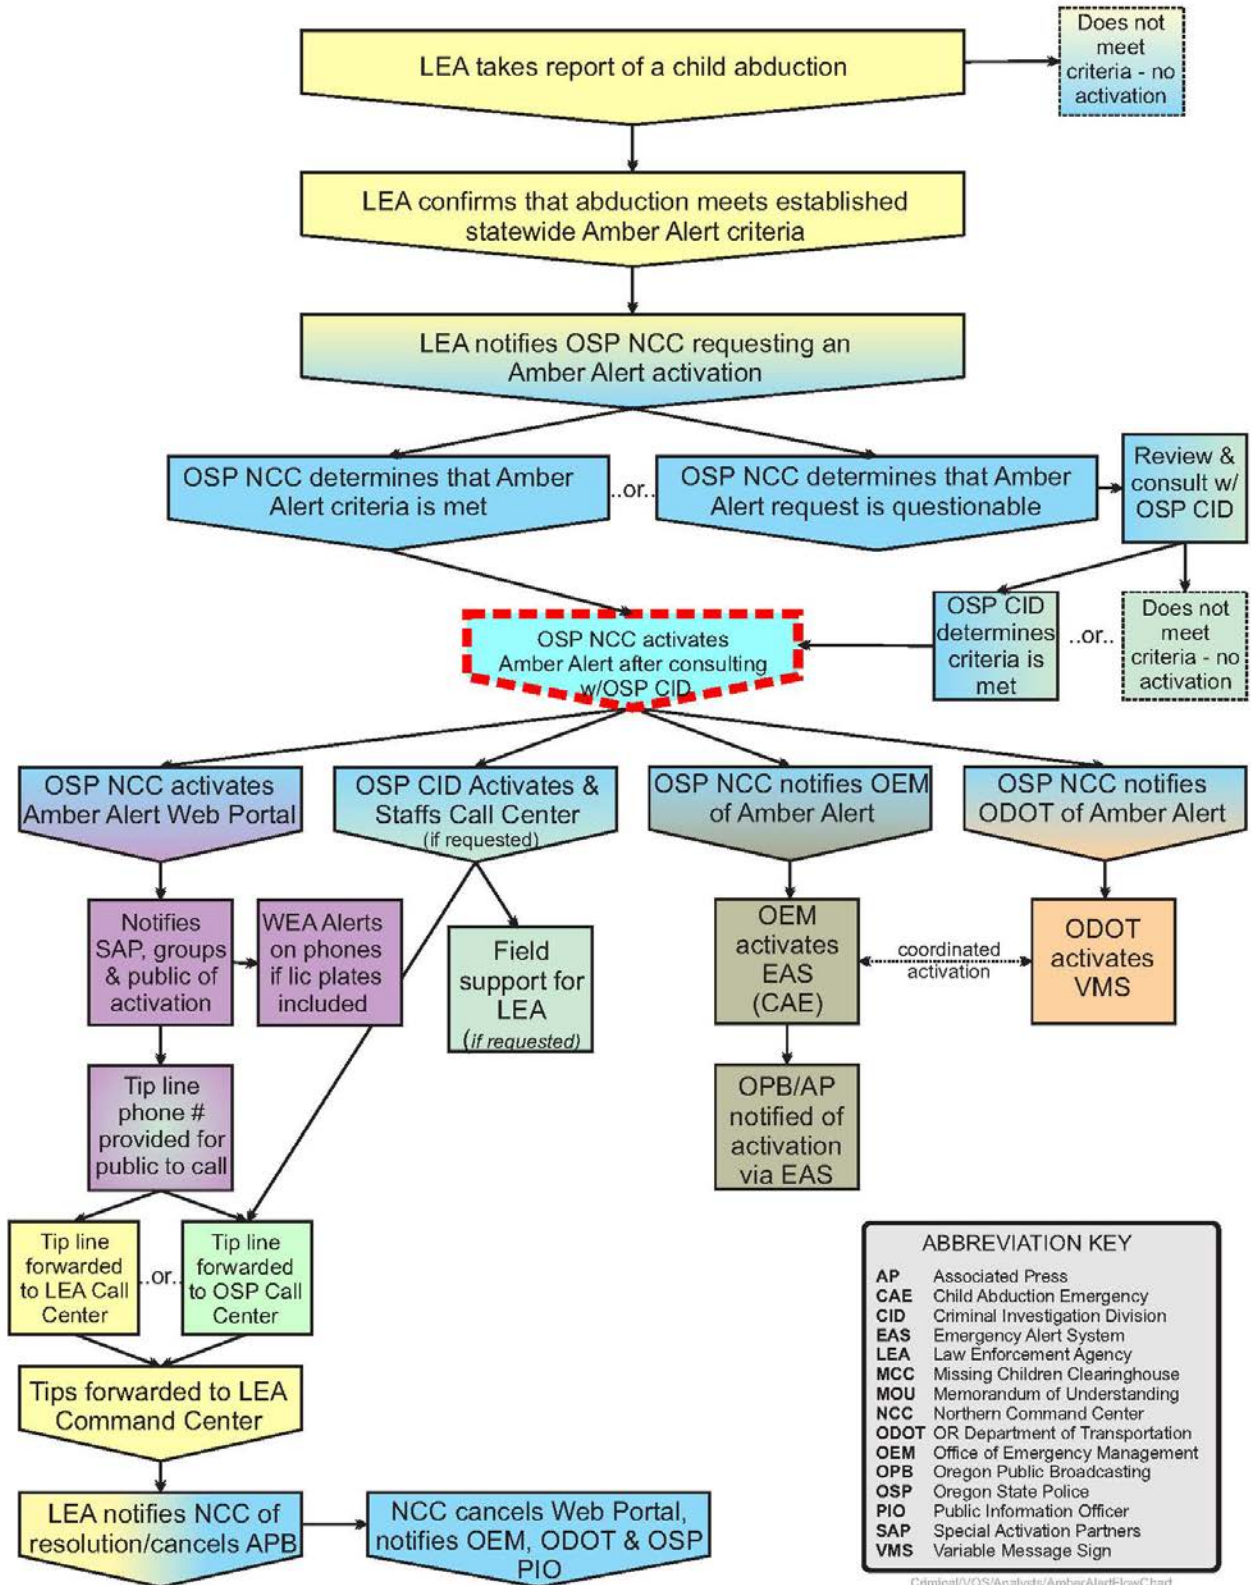 LEA takes report of a child abduction
Does not
meet
criteria - no
activation
LEA confirms that abduction meets established
statewide Amber Alert criteria
LEA notifies OSP NCC requesting an
Amber Alert activation
OSP NCC determines that Amber
Alert criteria is met
..or..
OSP NCC determines that Amber
Alert request is questionable
Review &
consult w/
OSP CID
OSP NCC activates
Amber Alert after consulting
w/OSP CID
OSP CID
determines
criteria is
met
..or..
Does not
meet
criteria - no
activation
OSP NCC activates
Amber Alert Web Portal
OSP CID Activates &
Staffs Call Center
(if requested)
OSP NCC notifies OEM
of Amber Alert
OSP NCC notifies
ODOT of Amber Alert
Notifies
SAP, groups
& public of
activation
WEA Alerts
on phones
if lic plates
included
Field
support for
LEA
(if requested)
OEM
activates
EAS
(CAE)
coordinated
activation
ODOT
activates
VMS
Tip line
phone #
provided for
public to call
OPB/AP
notified of
activation
via EAS
Tip line
forwarded
to LEA Call
Center
..or..
Tip line
forwarded
to OSP Call
Center
Tips forwarded to LEA
Command Center
LEA notifies NCC of
resolution/cancels APB
NCC cancels Web Portal,
notifies OEM, ODOT & OSP
PIO
ABBREVIATION KEY
AP Associated Press
CAE Child Abduction Emergency
CID Criminal Investigation Division
EAS Emergency Alert System
LEA Law Enforcement Agency
MCC Missing Children Clearinghouse
MOU Memorandum of Understanding
NCC Northern Command Center
ODOT OR Department of Transportation
OEM Office of Emergency Management
OPB Oregon Public Broadcasting
OSP Oregon State Police
PIO Public Information Officer
SAP Special Activation Partners
VMS Variable Message Sign
Criminal/VOS/Analysts/AmberAlertFlowChart